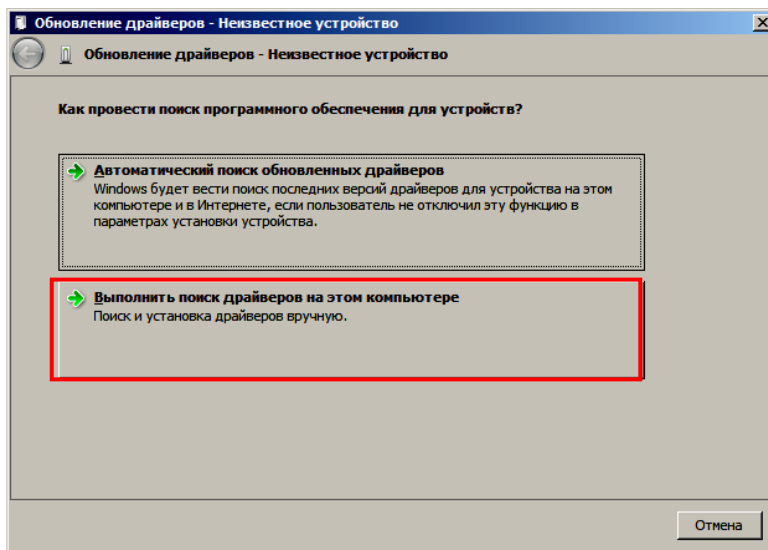 Обновление драйверов - Неизвестное устройство
Обновление драйверов - Неизвестное устройство
Как провести поиск программного обеспечения для устройств?
Автоматический поиск обновленных драйверов
Windows будет вести поиск последних версий драйверов для устройства на этом
компьютере и в Интернете, если пользователь не отключил эту функцию в
параметрах установки устройства.
Выполнить поиск драйверов на этом компьютере
Поиск и установка драйверов вручную.
Отмена